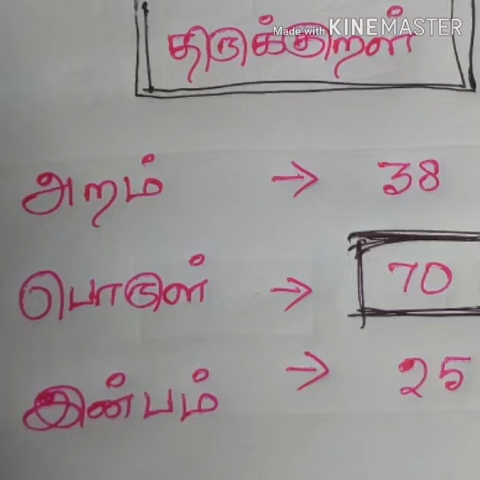 Made with KINEMASTER
திருக்குறள்
அறம் → 38
பொருள் → 70
இன்பம் → 25